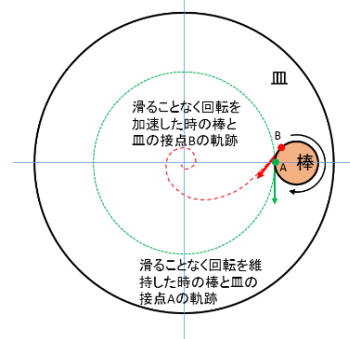 皿
滑ることなく回転を
加速した時の棒と
皿の接点Bの軌跡
B
A
棒
滑ることなく回転を維
持した時の棒と皿の
接点Aの軌跡